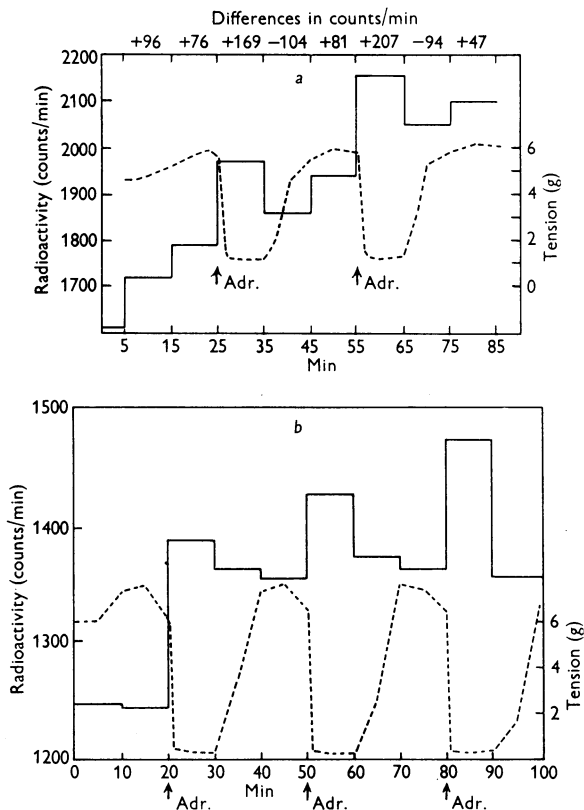 Differences in counts/min
+96 +76 +169 −104 +81 +207 −94 +47
a
Radioactivity (counts/min)
2200
2100
2000
1900
1800
1700
Tension (g)
6
4
2
0
Adr.
Adr.
5 15 25 35 45 55 65 75 85
Min
b
Radioactivity (counts/min)
1500
1400
1300
1200
Tension (g)
6
4
2
0 10 20 30 40 50 60 70 80 90 100
Adr. Min Adr. Adr.